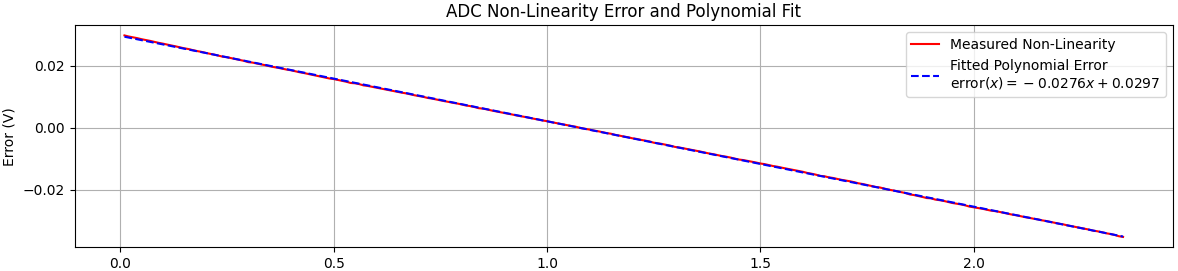 ADC Non-Linearity Error and Polynomial Fit
Error (V)
0.02
0.00
−0.02
Measured Non-Linearity
Fitted Polynomial Error
error(x) = − 0.0276x + 0.0297
0.0 0.5 1.0 1.5 2.0